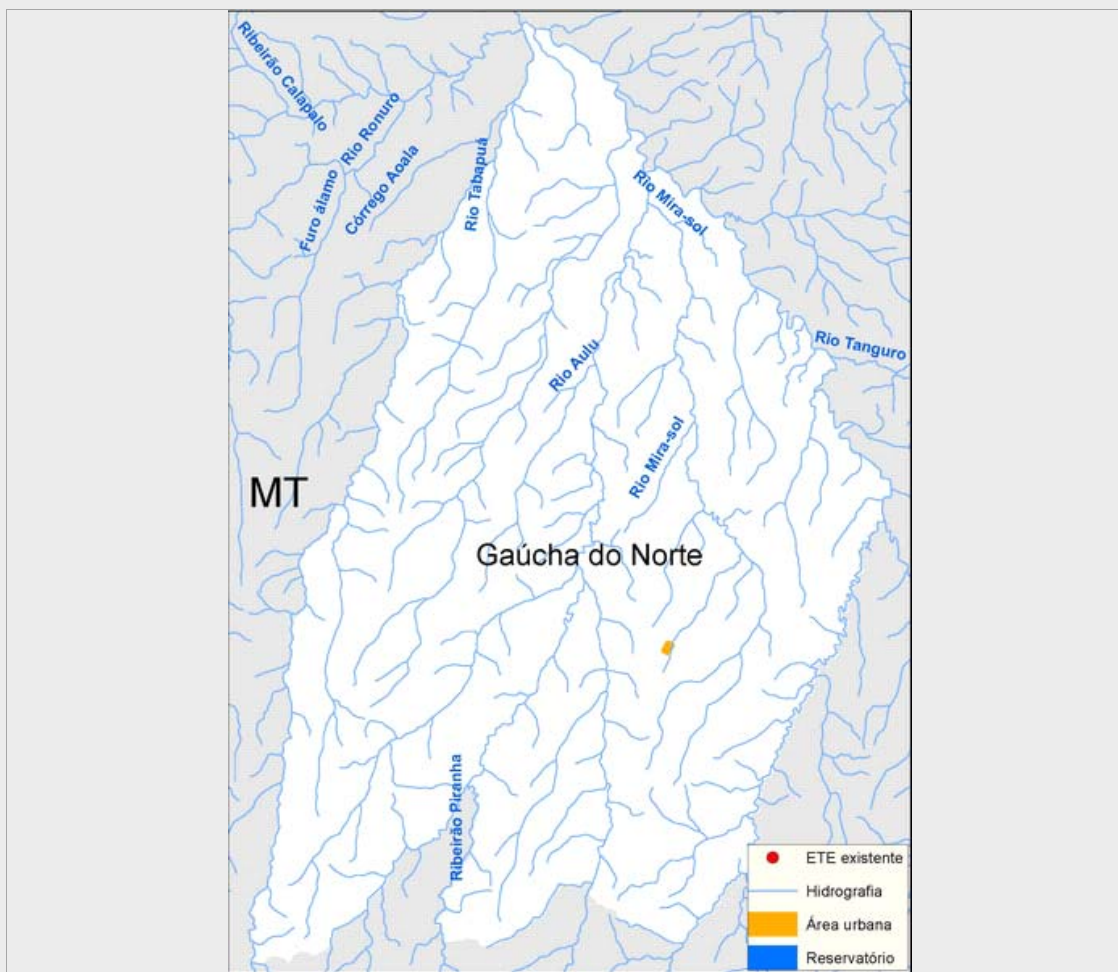 Ribeirão Calapalo
Rio Ronuro
Córrego Aoala
Furo álamo
Rio Tabapuá
Rio Mira-sol
Rio Tanguro
Rio Aulu
Rio Mira-sol
MT
Gaúcha do Norte
Ribeirão Piranha
ETE existente
Hidrografia
Área urbana
Reservatório